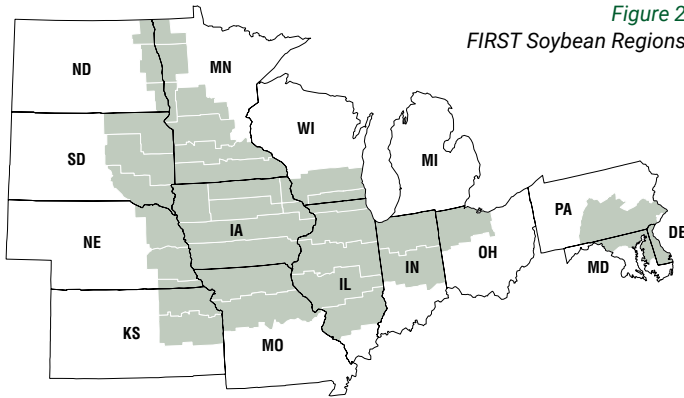 Figure 2
FIRST Soybean Regions
ND
MN
WI
SD
MI
PA
IA
NE
DE
OH
IN
MD
IL
KS
MO